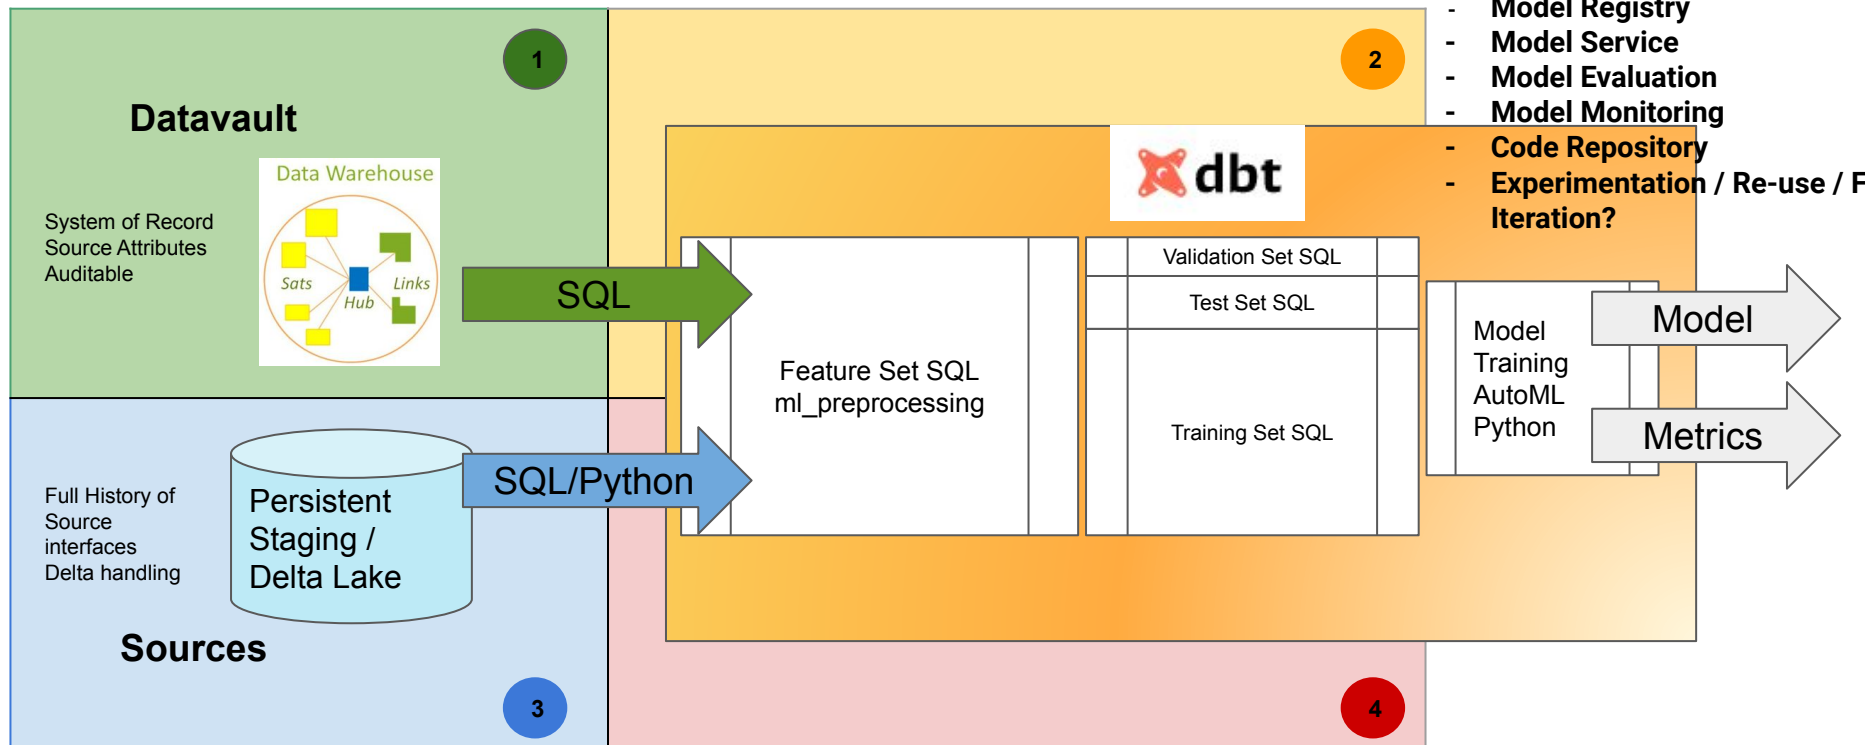 1
Datavault
Data Warehouse
System of Record
Source Attributes
Auditable
Sats
Hub
Links
SQL
2
- Model Registry
- Model Service
- Model Evaluation
- Model Monitoring
- Code Repository
- Experimentation / Re-use / F
Iteration?
dbt
Feature Set SQL
ml_preprocessing
Validation Set SQL
Test Set SQL
Training Set SQL
Model
Training
AutoML
Python
Model
Metrics
Full History of
Source
interfaces
Delta handling
Persistent
Staging /
Delta Lake
SQL/Python
Sources
3
4